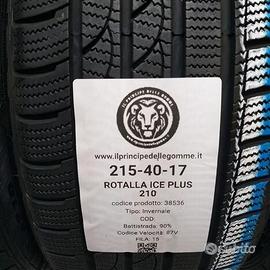 IL PRINCIPE DELLE GOMME
www.ilprincipedellegomme.it
215-40-17
ROTALLA ICE PLUS
210
codice prodotto: 38536
Tipo: Invernale
COD:
Battistrada: 90%
Codice Velocità: 87V
FILA: 15
subito